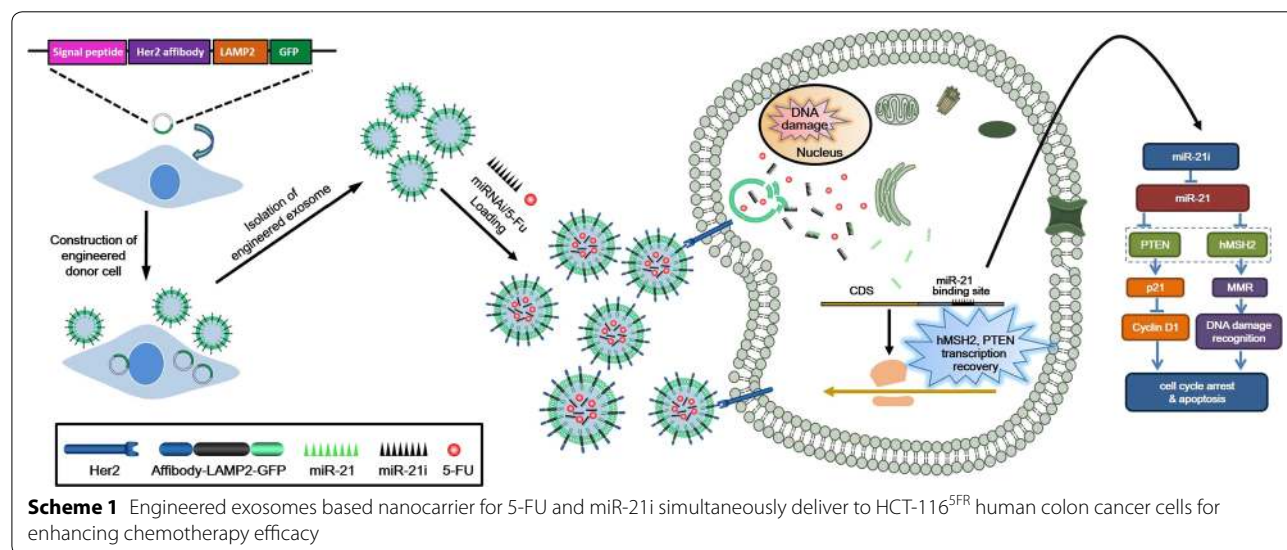 Signal peptide Her2 affibody LAMP2 GFP
Construction of
engineered
donor cell
Isolation of
engineered exosome
miRNAi/5-Fu
Loading
DNA
damage
Nucleus
CDS
miR-21
binding site
hMSH2, PTEN
transcription
recovery
miR-21i
miR-21
PTEN hMSH2
p21 MMR
Cyclin D1
DNA damage
recognition
cell cycle arrest
& apoptosis
Her2 Affibody-LAMP2-GFP miR-21 miR-21i 5-FU
Scheme 1 Engineered exosomes based nanocarrier for 5-FU and miR-21i simultaneously deliver to HCT-116⁵ᶠᴿ human colon cancer cells for
enhancing chemotherapy efficacy